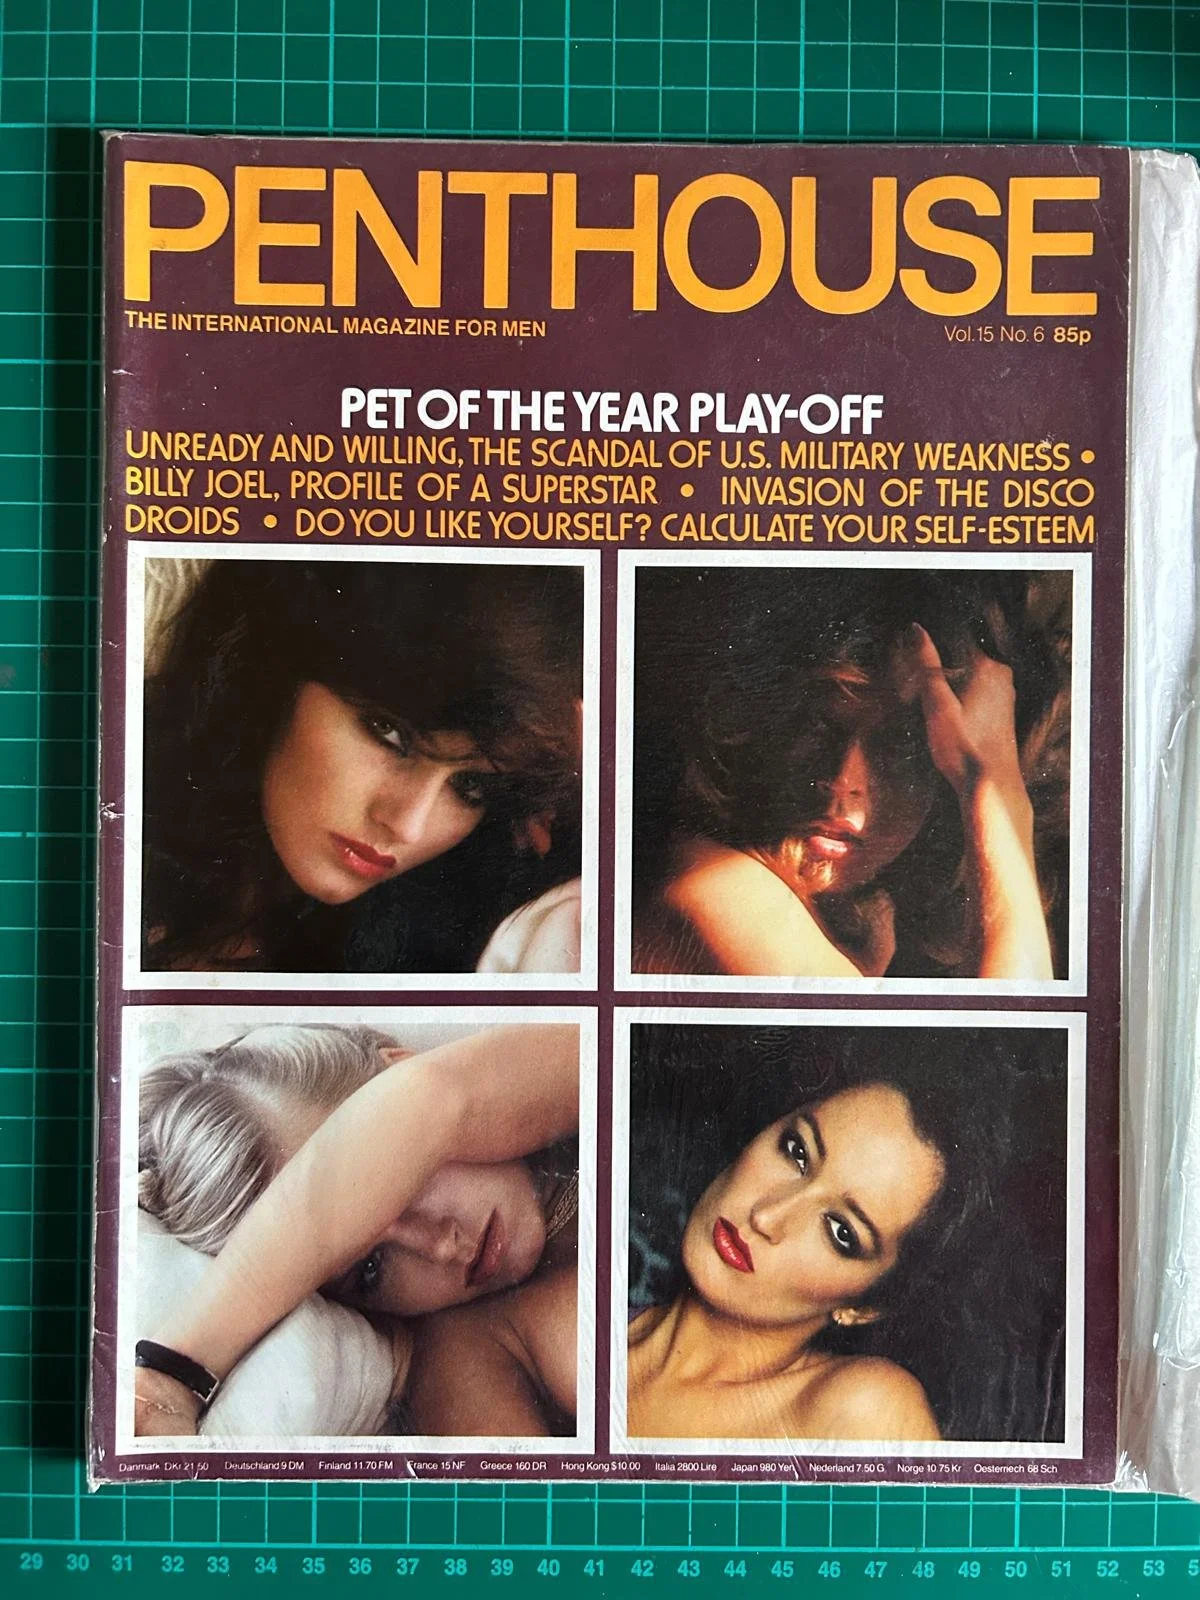 PENTHOUSE
THE INTERNATIONAL MAGAZINE FOR MEN
Vol.15 No.6 85p
PET OF THE YEAR PLAY-OFF
UNREADY AND WILLING, THE SCANDAL OF U.S. MILITARY WEAKNESS •
BILLY JOEL, PROFILE OF A SUPERSTAR • INVASION OF THE DISCO
DROIDS • DO YOU LIKE YOURSELF? CALCULATE YOUR SELF-ESTEEM
Danmark DKr 21.50 Deutschland 9 DM Finland 11.70 FM France 15 NF Greece 160 DR Hong Kong $10.00 Italia 2800 Lire Japan 980 Yen Nederland 7.50 G Norge 10.75 Kr Oesterriech 68 Sch
29 30 31 32 33 34 35 36 37 38 39 40 41 42 43 44 45 46 47 48 49 50 51 52 53